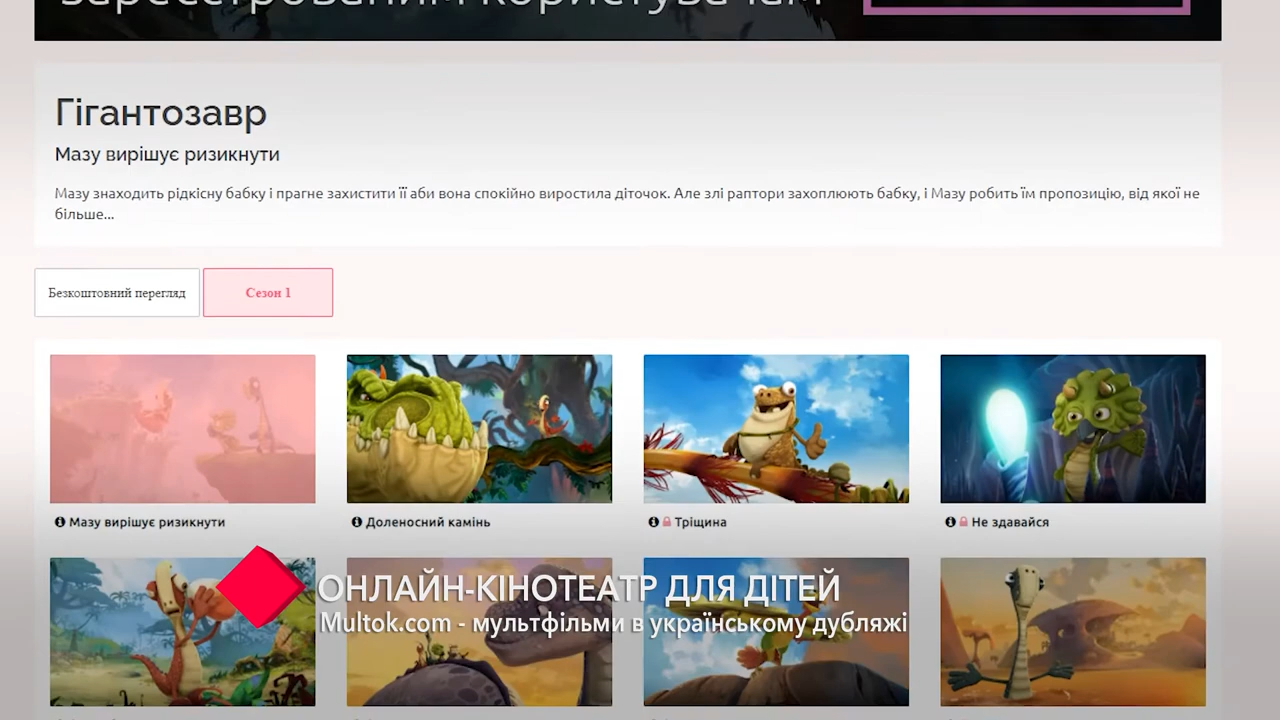 зареєстрованим користувачам
Гігантозавр
Мазу вирішує ризикнути
Мазу знаходить рідкісну бабку і прагне захистити її аби вона спокійно виростила діточок. Але злі раптори захоплюють бабку, і Мазу робить їм пропозицію, від якої не
більше...
Безкоштовний перегляд
Сезон 1
Мазу вирішує ризикнути
Доленосний камінь
Тріщина
Не здавайся
ОНЛАЙН-КІНОТЕАТР ДЛЯ ДІТЕЙ
Multok.com - мультфільми в українському дубляжі